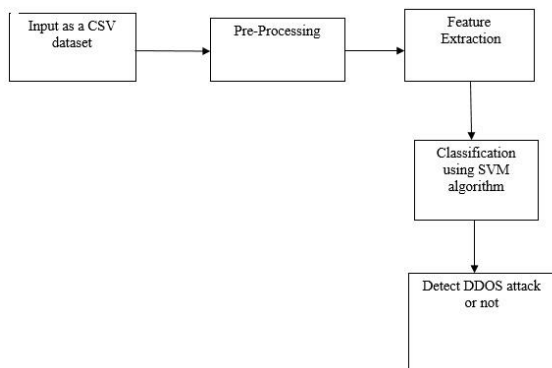 Input as a CSV
dataset
Pre-Processing
Feature
Extraction
Classification
using SVM
algorithm
Detect DDOS attack
or not